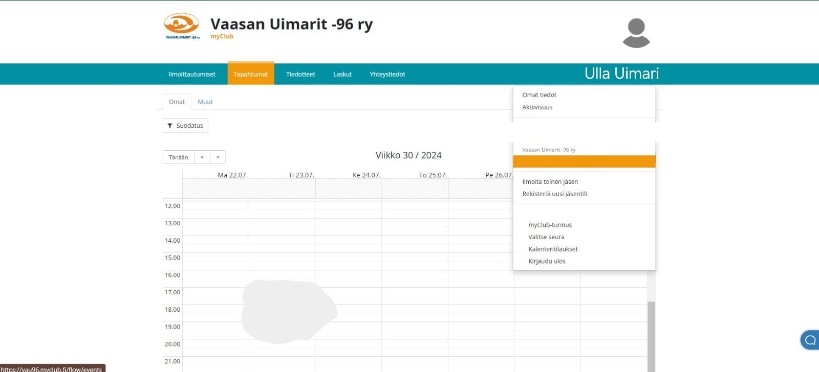 Vaasan Uimarit -96 ry
myClub
Ilmoittautumiset Tapahtumat Tiedotteet Laskut Yhteystiedot Ulla Uimari
Omat tiedot
Aktiivisuus
Omat Muut
Suodatus
Vaasan Uimarit -96 ry
Tänään < >
Viikko 30 / 2024
Ma 22.07. Ti 23.07. Ke 24.07. To 25.07. Pe 26.07.
Ilmoita toinen jäsen
Rekisteröi uusi jäsentili
myClub-tunnus
Valitse seura
Kalenteritilaukset
Kirjaudu ulos
12.00
13.00
14.00
15.00
16.00
17.00
18.00
19.00
20.00
21.00
https://vau96.myclub.fi/flow/events